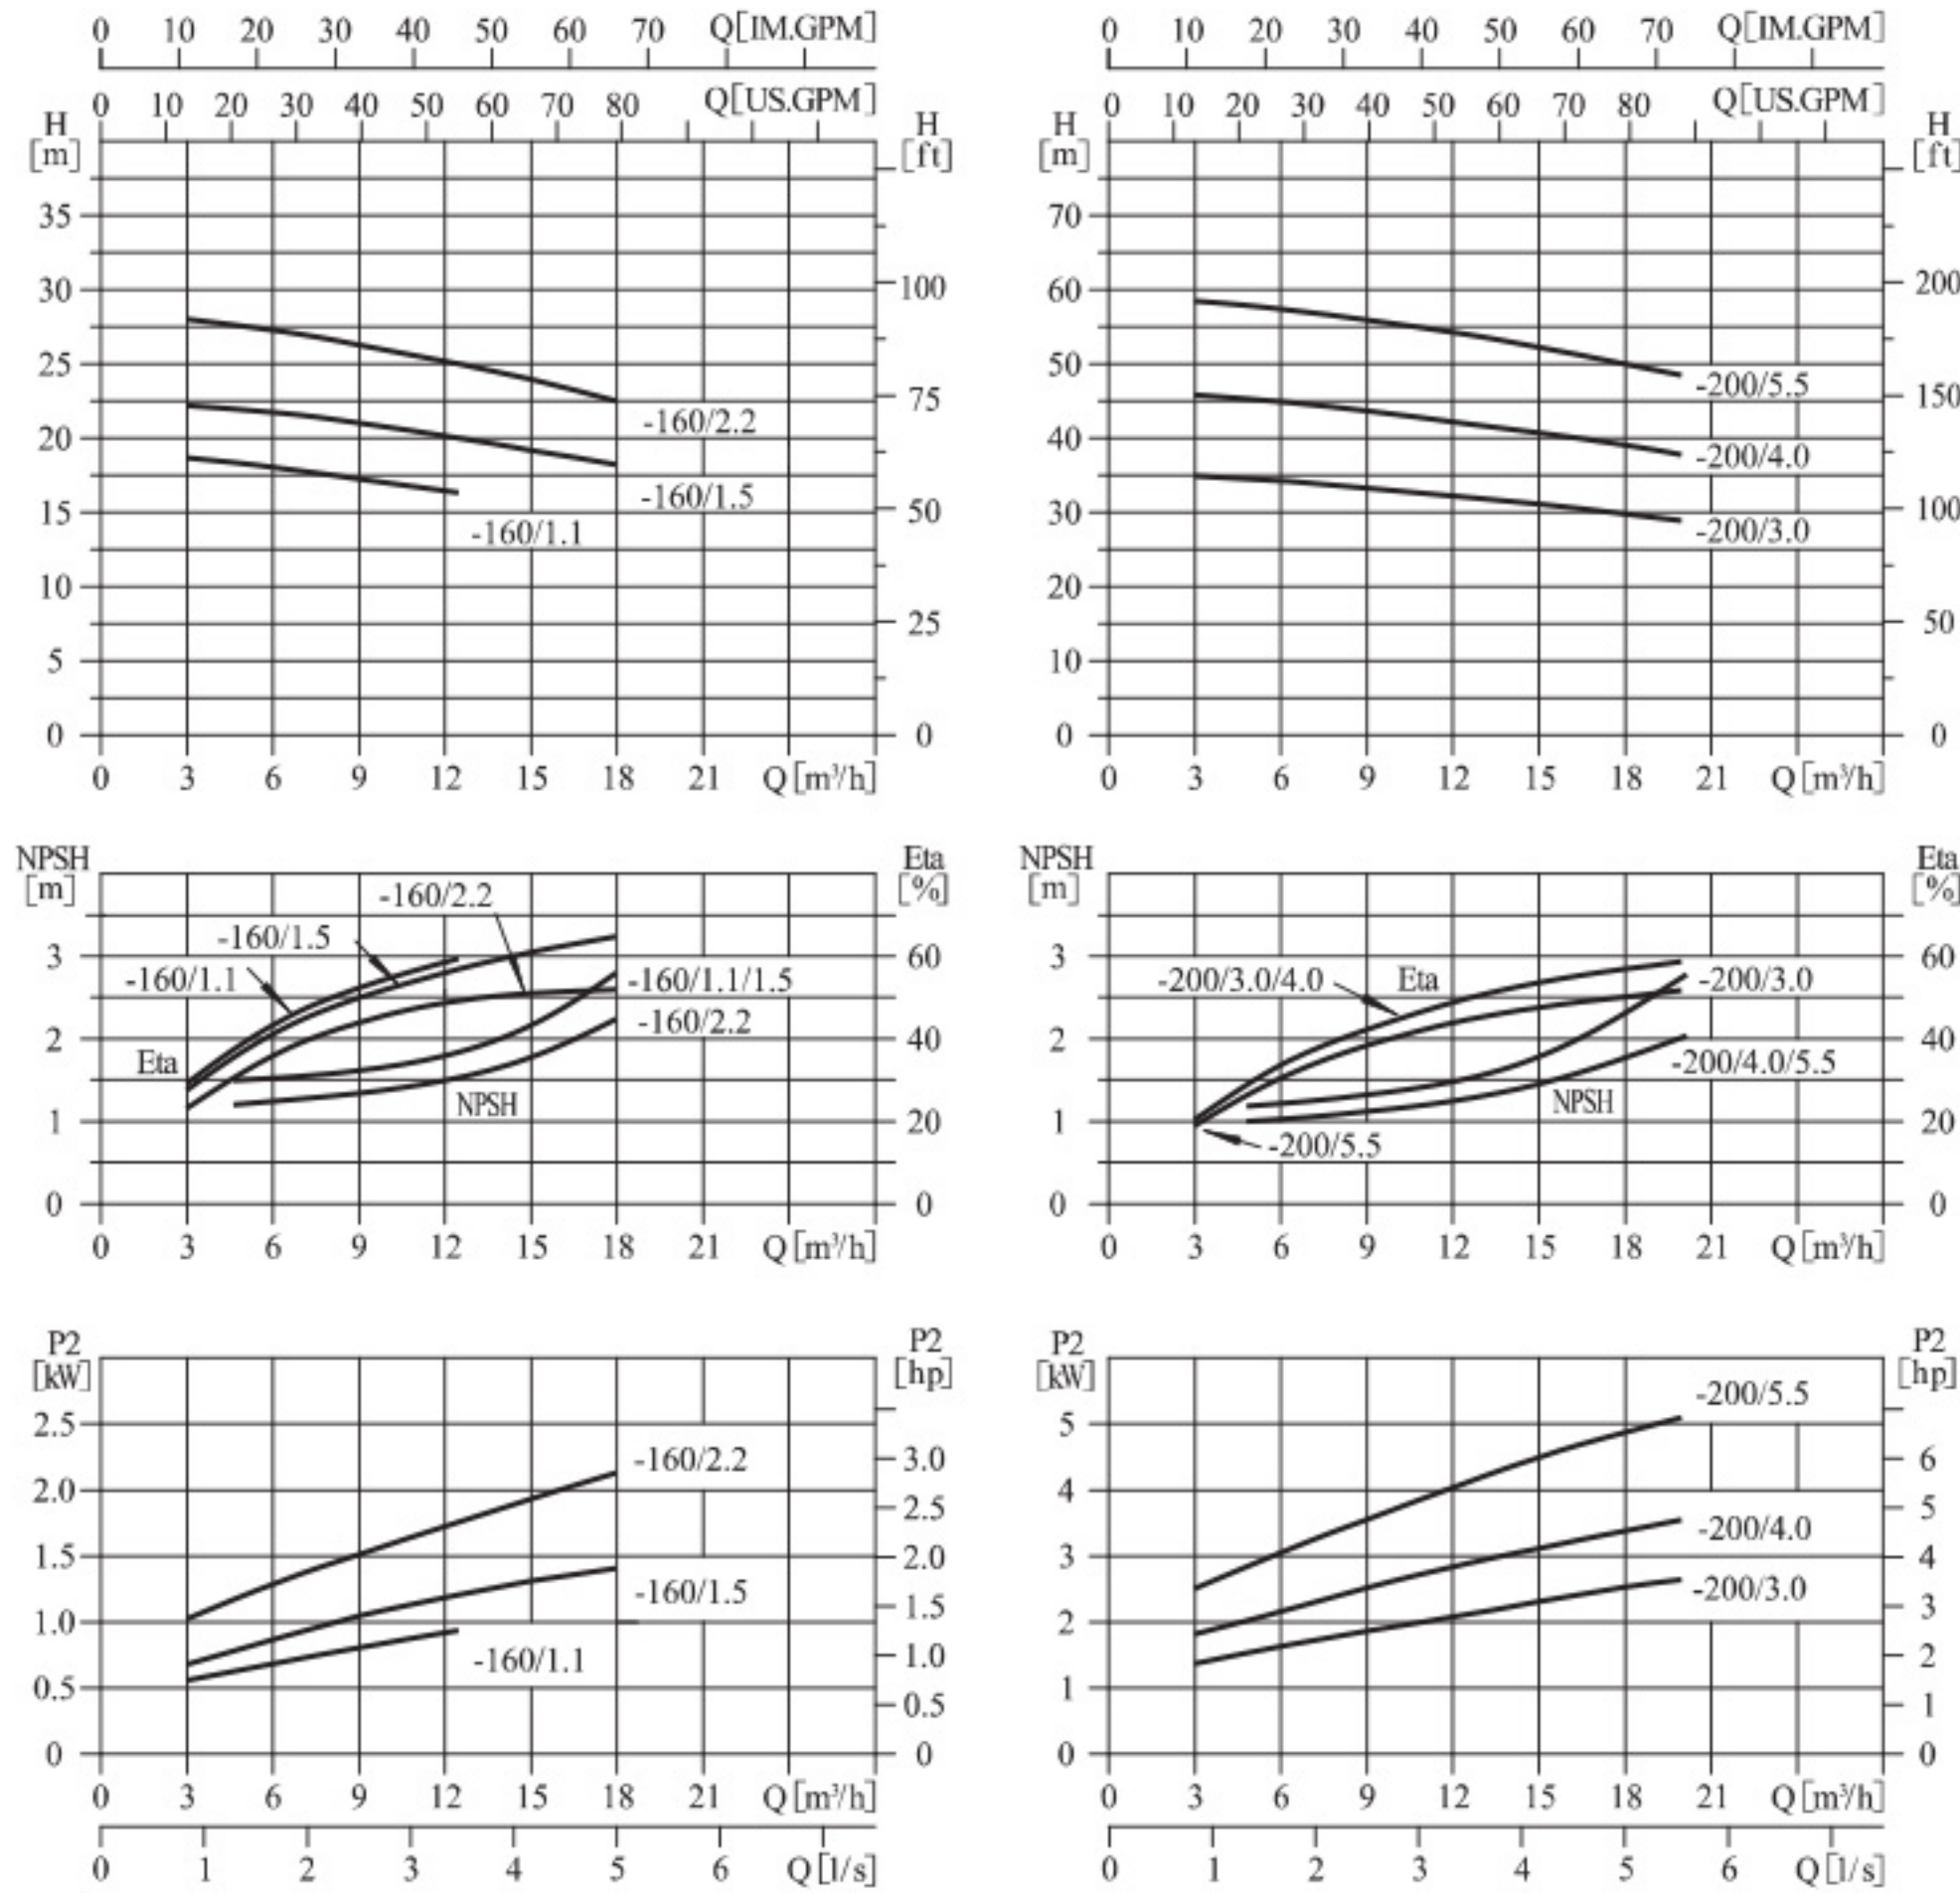 0 10 20 30 40 50 60 70 Q[IM.GPM]
0 10 20 30 40 50 60 70 80 Q[US.GPM]
H
[m]
H
[ft]
35
30
25
20
15
10
5
0
100
75
50
25
0
-160/2.2
-160/1.5
-160/1.1
0 3 6 9 12 15 18 21 Q[m³/h]
0 10 20 30 40 50 60 70 Q[IM.GPM]
0 10 20 30 40 50 60 70 80 Q[US.GPM]
H
[m]
H
[ft]
70
60
50
40
30
20
10
0
200
150
100
50
0
-200/5.5
-200/4.0
-200/3.0
0 3 6 9 12 15 18 21 Q[m³/h]
NPSH
[m]
Eta
[%]
3
2
1
0
60
40
20
0
-160/2.2
-160/1.5
-160/1.1
-160/1.1/1.5
-160/2.2
Eta
NPSH
0 3 6 9 12 15 18 21 Q[m³/h]
NPSH
[m]
Eta
[%]
3
2
1
0
60
40
20
0
-200/3.0/4.0
Eta
-200/3.0
-200/4.0/5.5
NPSH
-200/5.5
0 3 6 9 12 15 18 21 Q[m³/h]
P2
[kW]
P2
[hp]
2.5
2.0
1.5
1.0
0.5
0
3.0
2.5
2.0
1.5
1.0
0.5
0
-160/2.2
-160/1.5
-160/1.1
0 3 6 9 12 15 18 21 Q[m³/h]
0 1 2 3 4 5 6 Q[l/s]
P2
[kW]
P2
[hp]
5
4
3
2
1
0
6
5
4
3
2
1
0
-200/5.5
-200/4.0
-200/3.0
0 3 6 9 12 15 18 21 Q[m³/h]
0 1 2 3 4 5 6 Q[l/s]